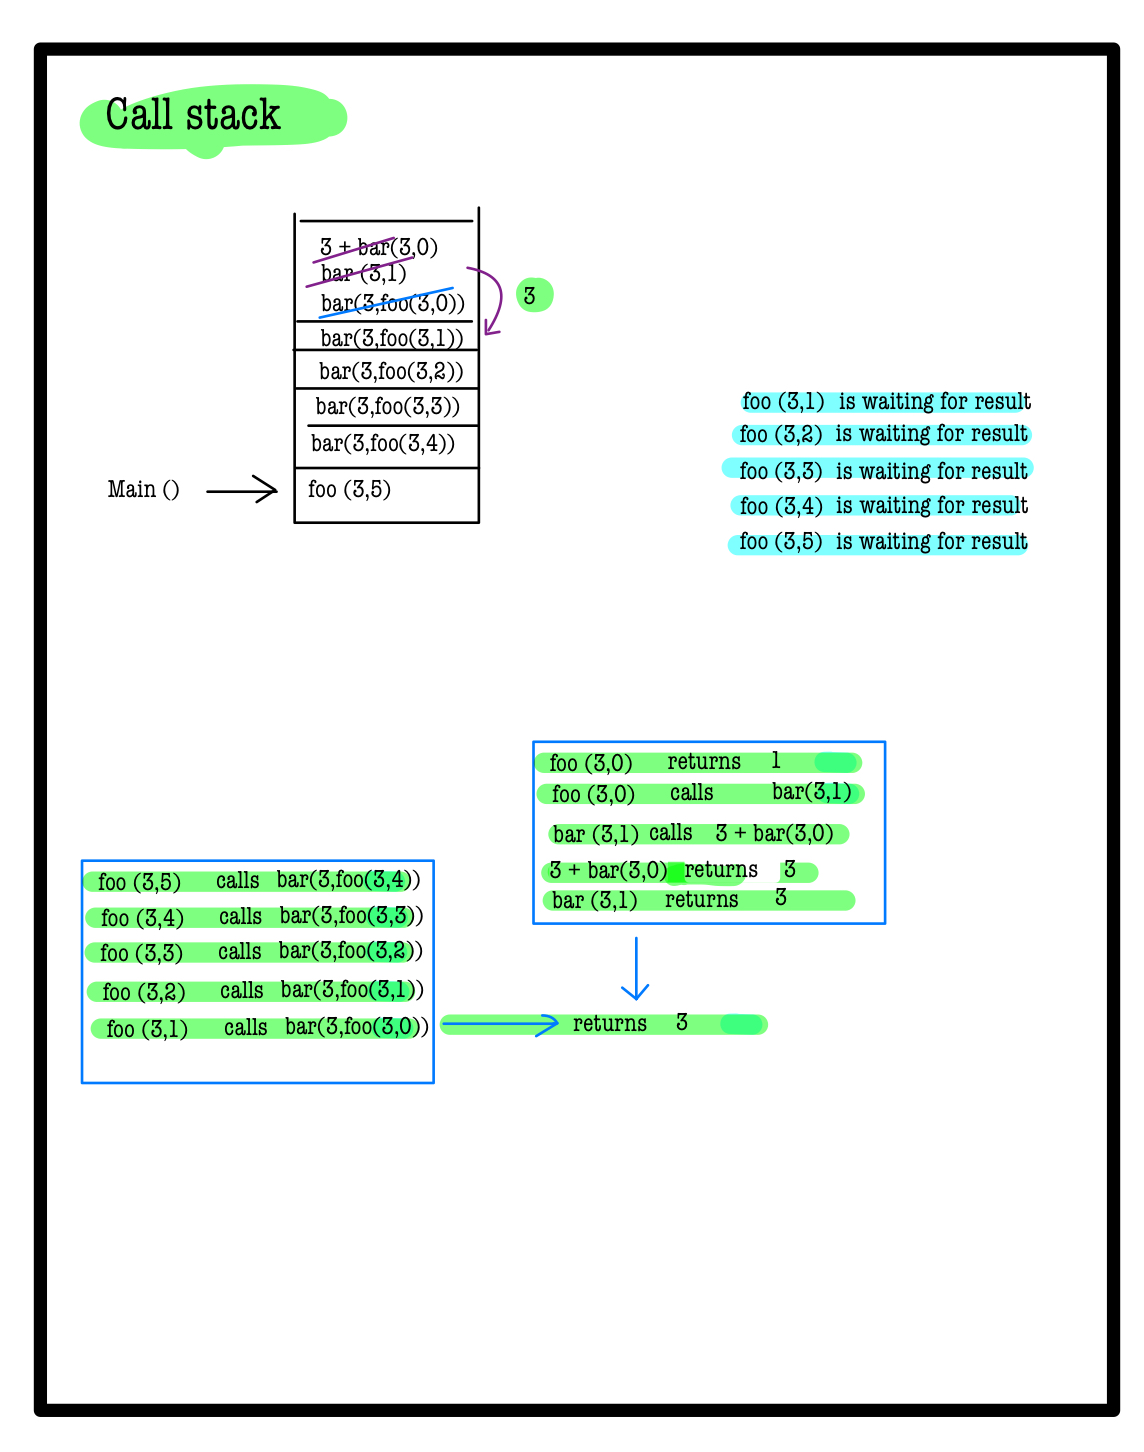 Call stack
3 + bar(3,0)
bar (3,1)
bar(3,foo(3,0))
3
bar(3,foo(3,1))
bar(3,foo(3,2))
bar(3,foo(3,3))
bar(3,foo(3,4))
Main () foo (3,5)
foo (3,1) is waiting for result
foo (3,2) is waiting for result
foo (3,3) is waiting for result
foo (3,4) is waiting for result
foo (3,5) is waiting for result
foo (3,0) returns 1
foo (3,0) calls bar(3,1)
bar (3,1) calls 3 + bar(3,0)
3 + bar(3,0) returns 3
bar (3,1) returns 3
foo (3,5) calls bar(3,foo(3,4))
foo (3,4) calls bar(3,foo(3,3))
foo (3,3) calls bar(3,foo(3,2))
foo (3,2) calls bar(3,foo(3,1))
foo (3,1) calls bar(3,foo(3,0))
returns 3